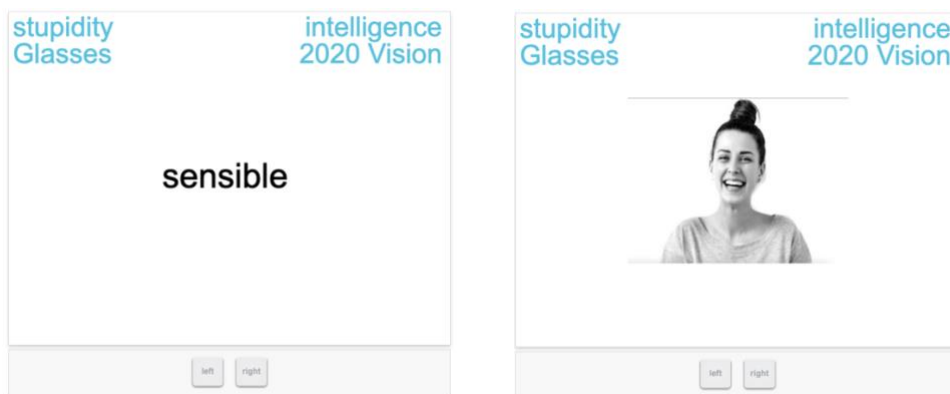 stupidity
Glasses
intelligence
2020 Vision
sensible
left
right
stupidity
Glasses
intelligence
2020 Vision
left
right